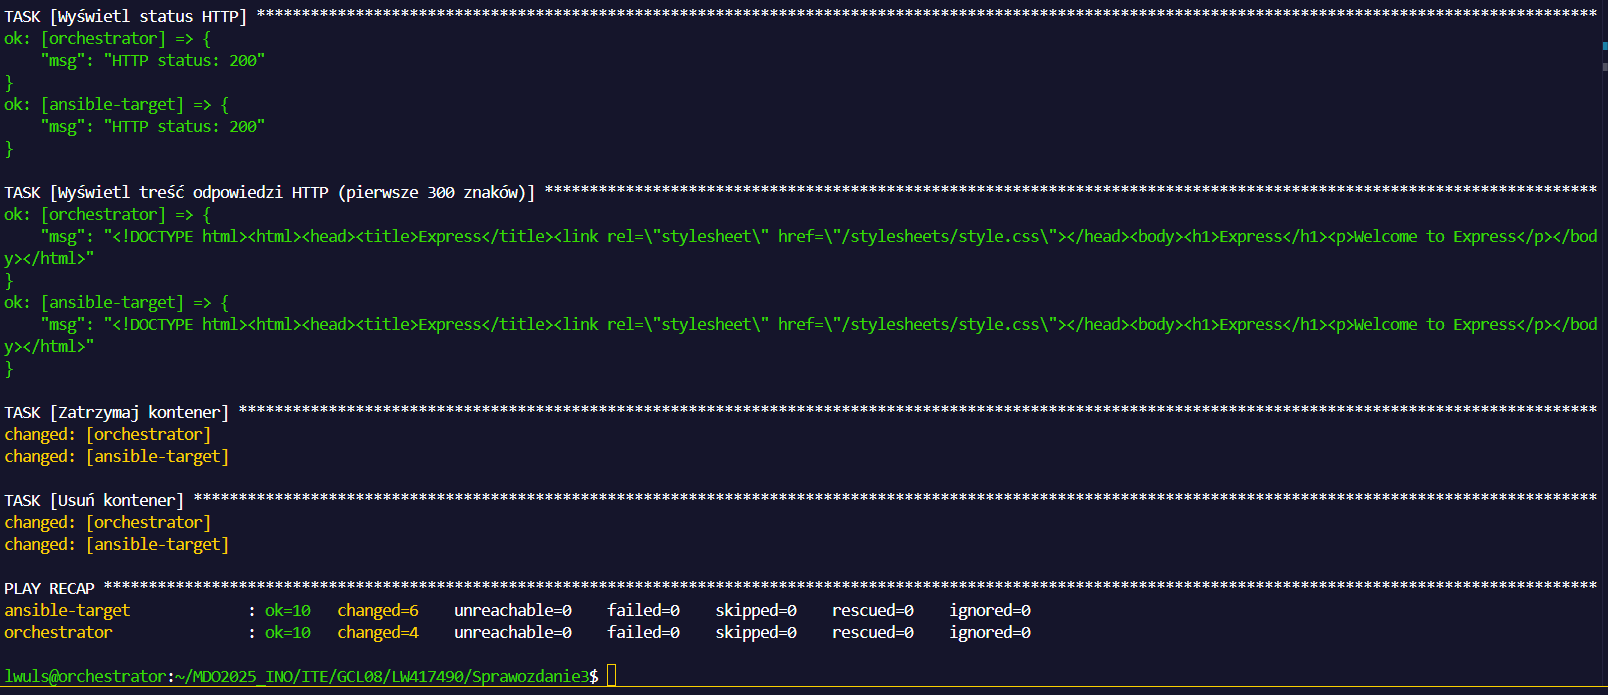 TASK [Wyświetl status HTTP] *****************************************************************************************************************************************************
ok: [orchestrator] => {
    "msg": "HTTP status: 200"
}
ok: [ansible-target] => {
    "msg": "HTTP status: 200"
}
TASK [Wyświetl treść odpowiedzi HTTP (pierwsze 300 znaków)] *********************************************************************************************************************
ok: [orchestrator] => {
    "msg": "<!DOCTYPE html><html><head><title>Express</title><link rel=\"stylesheet\" href=\"/stylesheets/style.css\"></head><body><h1>Express</h1><p>Welcome to Express</p></bod
y></html>"
}
ok: [ansible-target] => {
    "msg": "<!DOCTYPE html><html><head><title>Express</title><link rel=\"stylesheet\" href=\"/stylesheets/style.css\"></head><body><h1>Express</h1><p>Welcome to Express</p></bod
y></html>"
}
TASK [Zatrzymaj kontener] *******************************************************************************************************************************************************
changed: [orchestrator]
changed: [ansible-target]
TASK [Usuń kontener] ************************************************************************************************************************************************************
changed: [orchestrator]
changed: [ansible-target]
PLAY RECAP **********************************************************************************************************************************************************************
ansible-target             : ok=10   changed=6    unreachable=0    failed=0    skipped=0    rescued=0    ignored=0
orchestrator               : ok=10   changed=4    unreachable=0    failed=0    skipped=0    rescued=0    ignored=0
lwuls@orchestrator:~/MDO2025_INO/ITE/GCL08/LW417490/Sprawozdanie3$